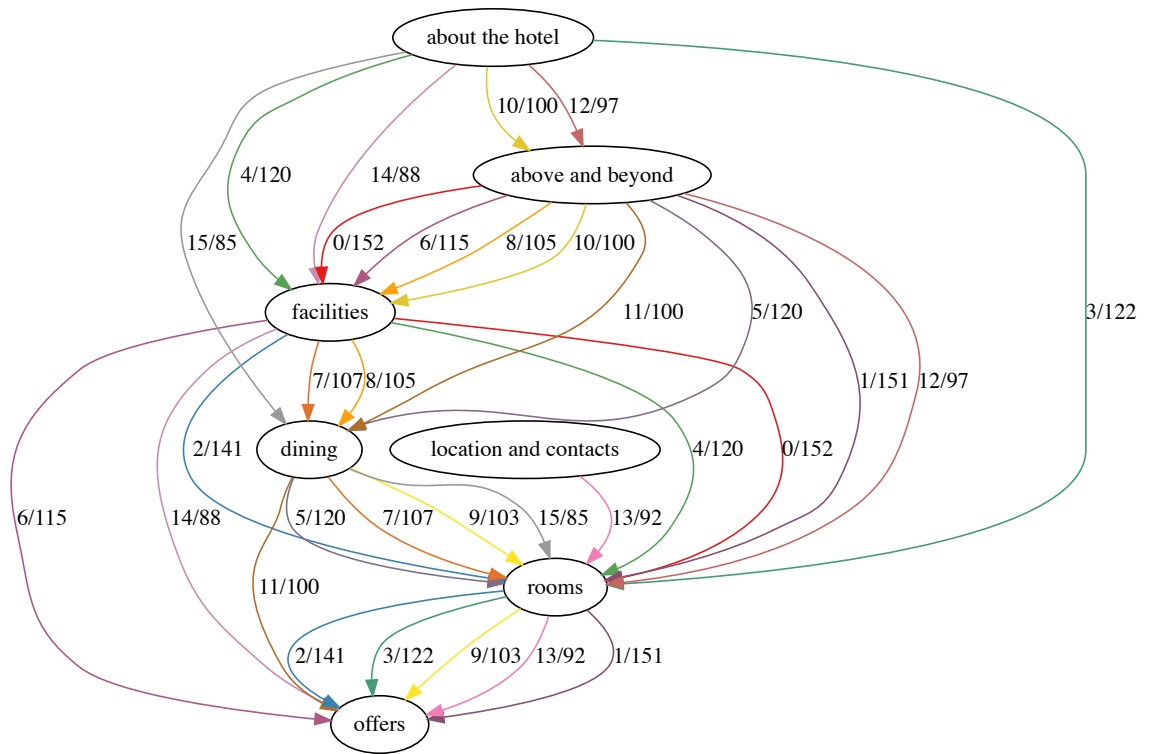 about the hotel
10/100 12/97
above and beyond
4/120 14/88
15/85 0/152 6/115 8/105 10/100
facilities 11/100 5/120 3/122
7/107 8/105 1/151 12/97
2/141 dining location and contacts 4/120 0/152
6/115 14/88 5/120 7/107 9/103 15/85 13/92
11/100 rooms
2/141 3/122 9/103 13/92 1/151
offers